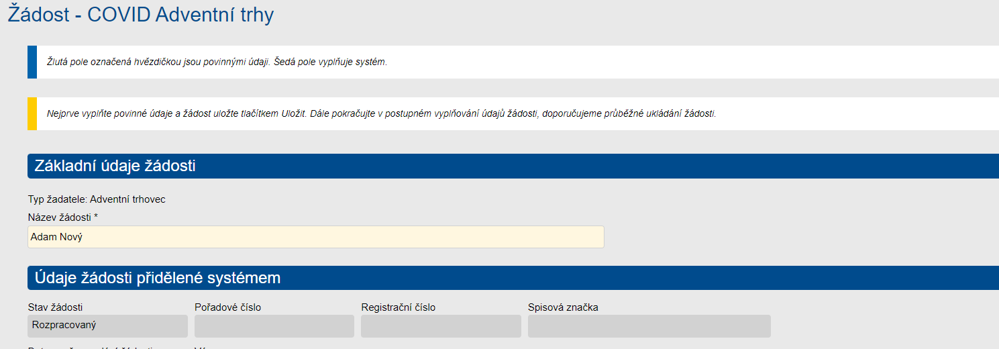 Žádost - COVID Adventní trhy
Žlutá pole označená hvězdičkou jsou povinnými údaji. Šedá pole vyplňuje systém.
Nejprve vyplňte povinné údaje a žádost uložte tlačítkem Uložit. Dále pokračujte v postupném vyplňování údajů žádosti, doporučujeme průběžné ukládání žádosti.
Základní údaje žádosti
Typ žadatele: Adventní trhovec
Název žádosti *
Adam Nový
Údaje žádosti přidělené systémem
Stav žádosti Pořadové číslo Registrační číslo Spisová značka
Rozpracovaný